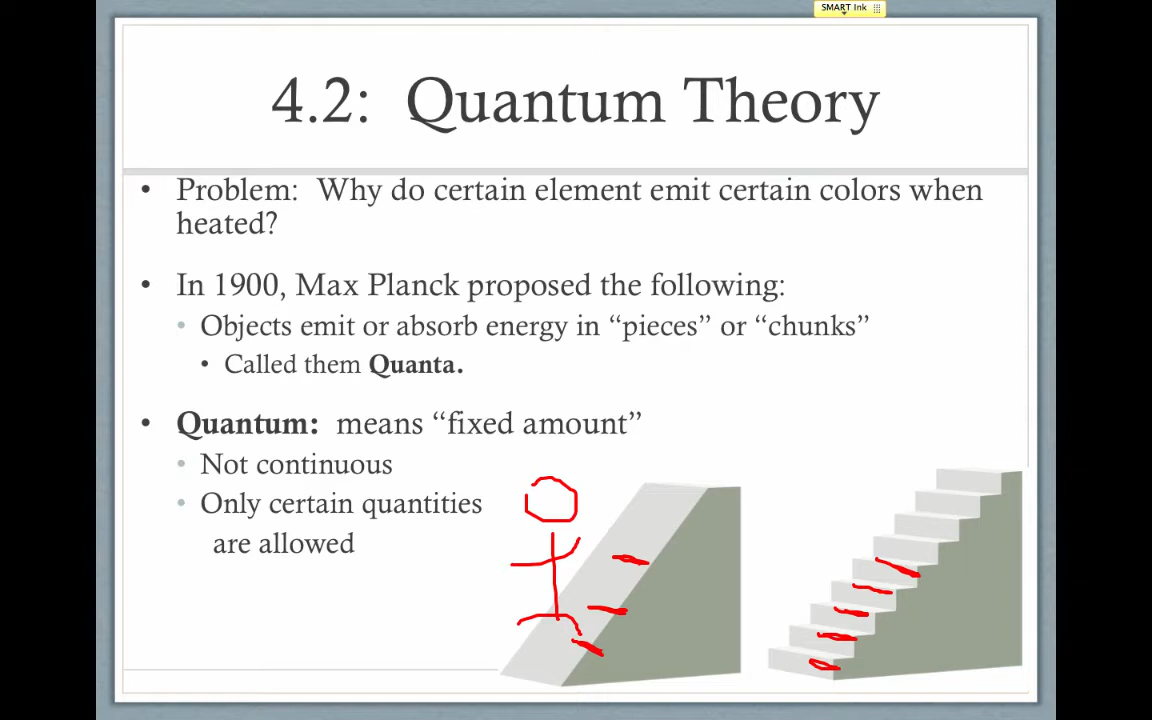 SMART Ink
4.2: Quantum Theory
• Problem: Why do certain element emit certain colors when
heated?
• In 1900, Max Planck proposed the following:
• Objects emit or absorb energy in “pieces” or “chunks”
• Called them Quanta.
• Quantum: means “fixed amount”
• Not continuous
• Only certain quantities
are allowed